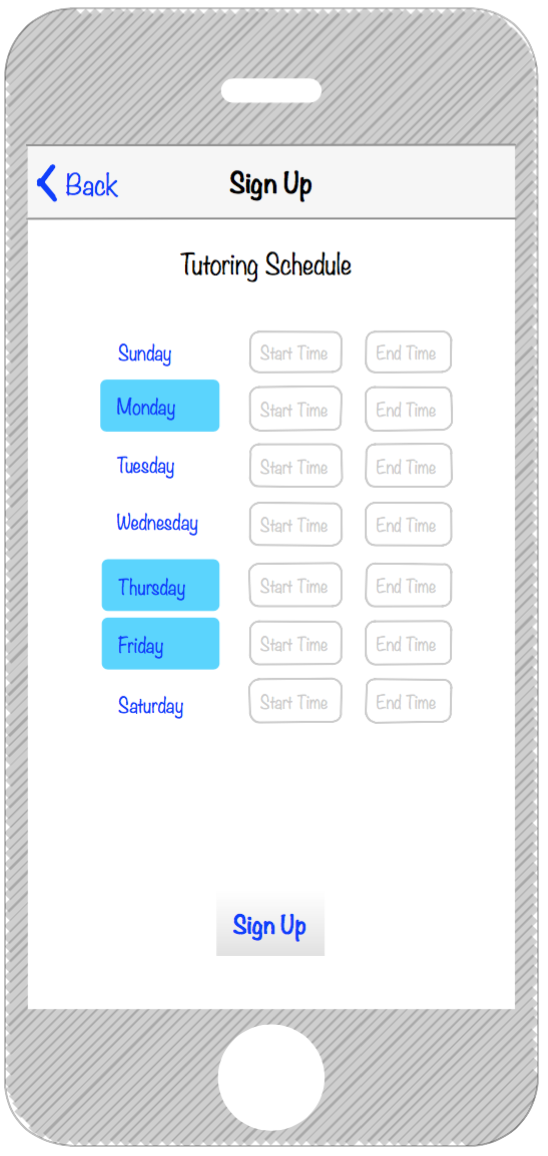 Back Sign Up
Tutoring Schedule
Sunday Start Time End Time
Monday Start Time End Time
Tuesday Start Time End Time
Wednesday Start Time End Time
Thursday Start Time End Time
Friday Start Time End Time
Saturday Start Time End Time
Sign Up